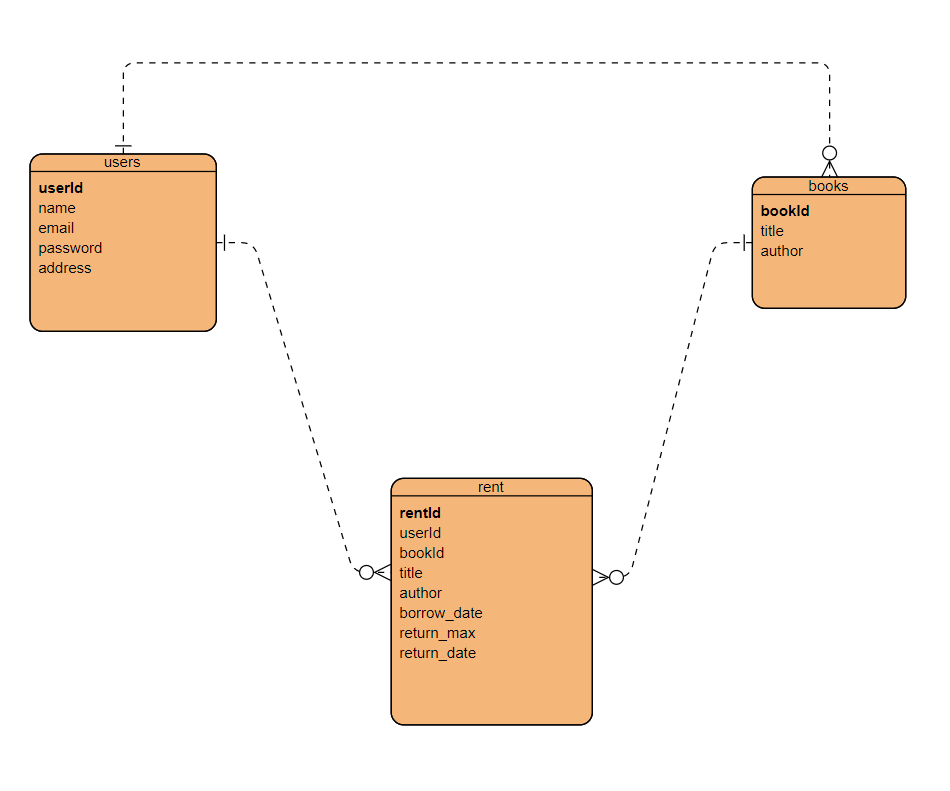 users
userId
name
email
password
address
books
bookId
title
author
rent
rentId
userId
bookId
title
author
borrow_date
return_max
return_date